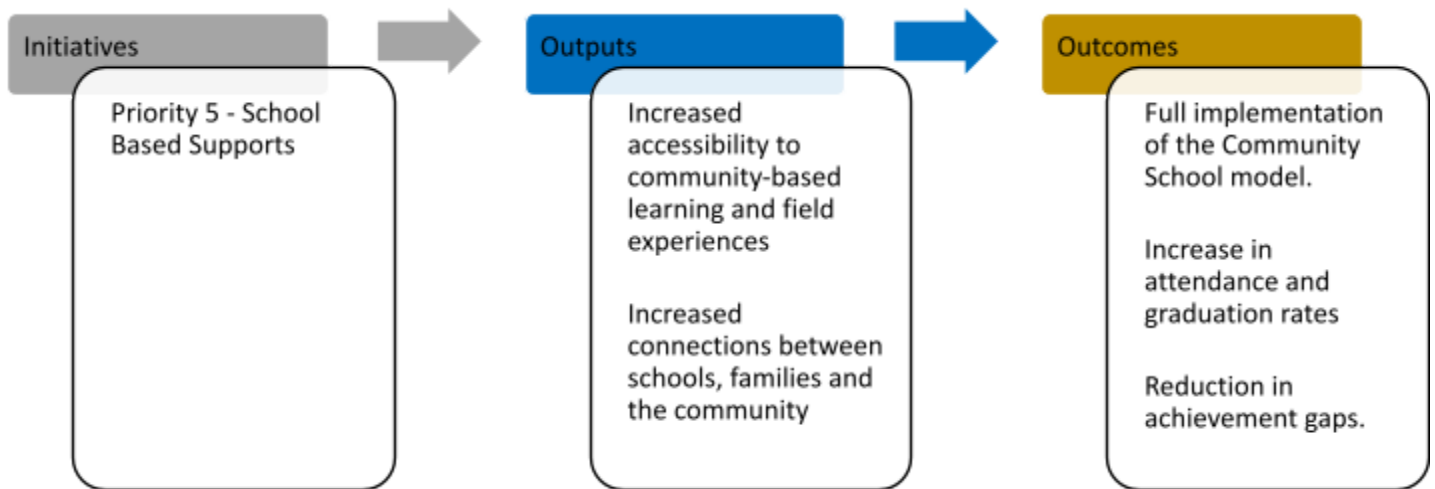 Initiatives
Priority 5 - School
Based Supports
Outputs
Increased
accessibility to
community-based
learning and field
experiences
Increased
connections between
schools, families and
the community
Outcomes
Full implementation
of the Community
School model.
Increase in
attendance and
graduation rates
Reduction in
achievement gaps.